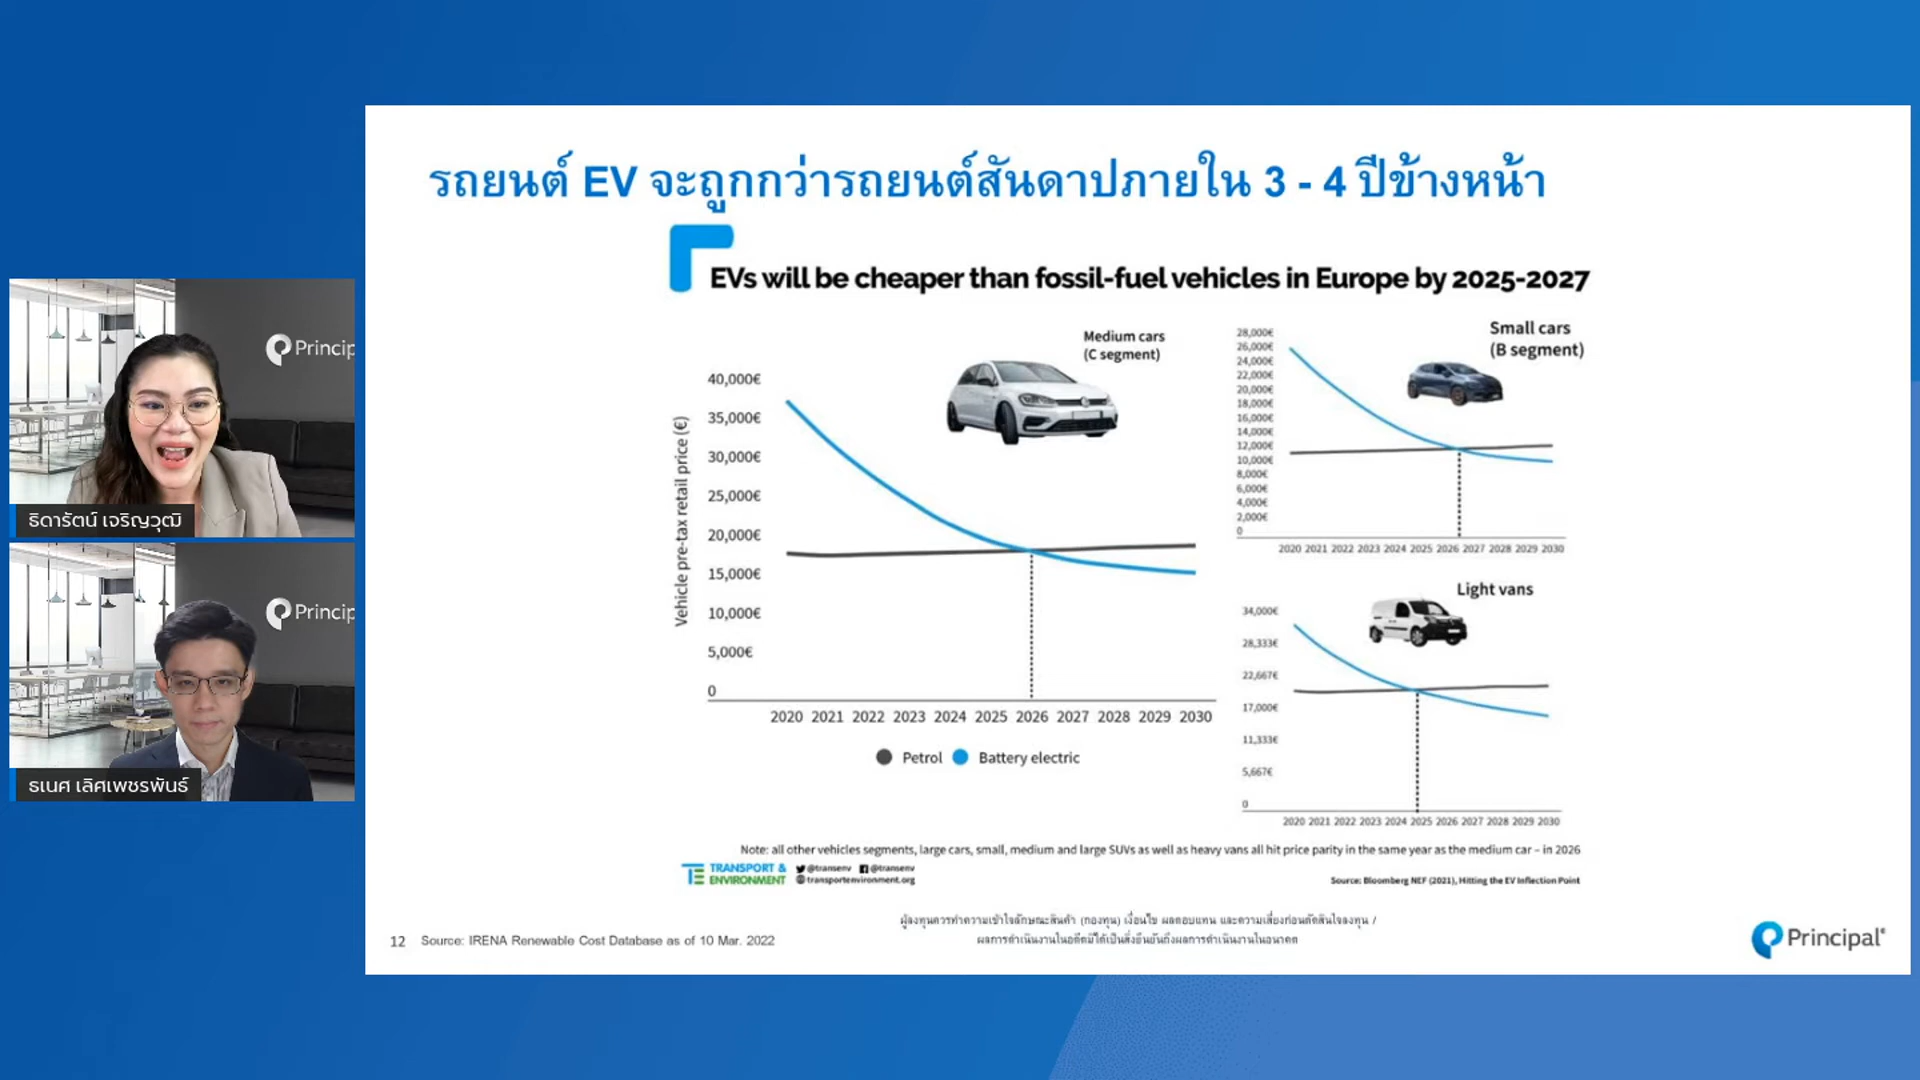 รถยนต์ EV จะถูกกว่ารถยนต์สันดาปภายใน 3 - 4 ปีข้างหน้า
EVs will be cheaper than fossil-fuel vehicles in Europe by 2025-2027
Medium cars
(C segment)
Vehicle pre-tax retail price (€)
40,000€
35,000€
30,000€
25,000€
20,000€
15,000€
10,000€
5,000€
0
2020 2021 2022 2023 2024 2025 2026 2027 2028 2029 2030
Petrol Battery electric
Small cars
(B segment)
28,000€
26,000€
24,000€
22,000€
20,000€
18,000€
16,000€
14,000€
12,000€
10,000€
8,000€
6,000€
4,000€
2,000€
0
2020 2021 2022 2023 2024 2025 2026 2027 2028 2029 2030
Light vans
34,000€
28,333€
22,667€
17,000€
11,333€
5,667€
0
2020 2021 2022 2023 2024 2025 2026 2027 2028 2029 2030
Note: all other vehicles segments, large cars, small, medium and large SUVs as well as heavy vans all hit price parity in the same year as the medium car – in 2026
TE TRANSPORT &
ENVIRONMENT
@transenv @transenv
transportenvironment.org
Source: Bloomberg NEF (2021), Hitting the EV Inflection Point
ผู้ลงทุนควรทำความเข้าใจลักษณะสินค้า (กองทุน) เงื่อนไข ผลตอบแทน และความเสี่ยงก่อนตัดสินใจลงทุน /
ผลการดำเนินงานในอดีตมิได้เป็นสิ่งยืนยันถึงผลการดำเนินงานในอนาคต
12 Source: IRENA Renewable Cost Database as of 10 Mar. 2022
Principal®
Princip
ธิดารัตน์ เจริญวุฒิ
Princip
ธเนศ เลิศเพชรพันธ์